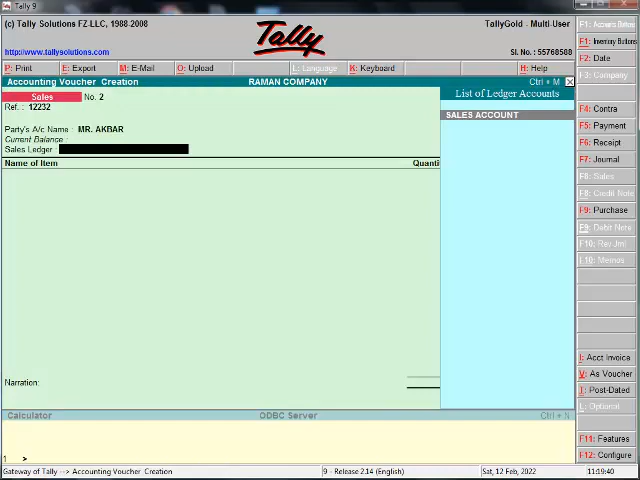 Tally 9
(c) Tally Solutions FZ-LLC, 1988-2008
Tally
TallyGold - Multi-User
http://www.tallysolutions.com
Sl. No.: 55768588
P: Print
E: Export
M: E-Mail
O: Upload
L: Language
K: Keyboard
H: Help
Accounting Voucher Creation
RAMAN COMPANY
Ctrl + M
Sales
No. 2
Ref. : 12232
Party's A/c Name : MR. AKBAR
Current Balance :
Sales Ledger :
Name of Item
Quanti
Narration:
List of Ledger Accounts
SALES ACCOUNT
F1: Accounts Buttons
F1: Inventory Buttons
F2: Date
F3: Company
F4: Contra
F5: Payment
F6: Receipt
F7: Journal
F8: Sales
F8: Credit Note
F9: Purchase
F9: Debit Note
F10: Rev Jrnl
F10: Memos
I: Acct Invoice
V: As Voucher
T: Post-Dated
L: Optional
F11: Features
F12: Configure
Calculator
ODBC Server
Ctrl + N
1 >
Gateway of Tally --> Accounting Voucher Creation
9 - Release 2.14 (English)
Sat, 12 Feb, 2022
11:19:40